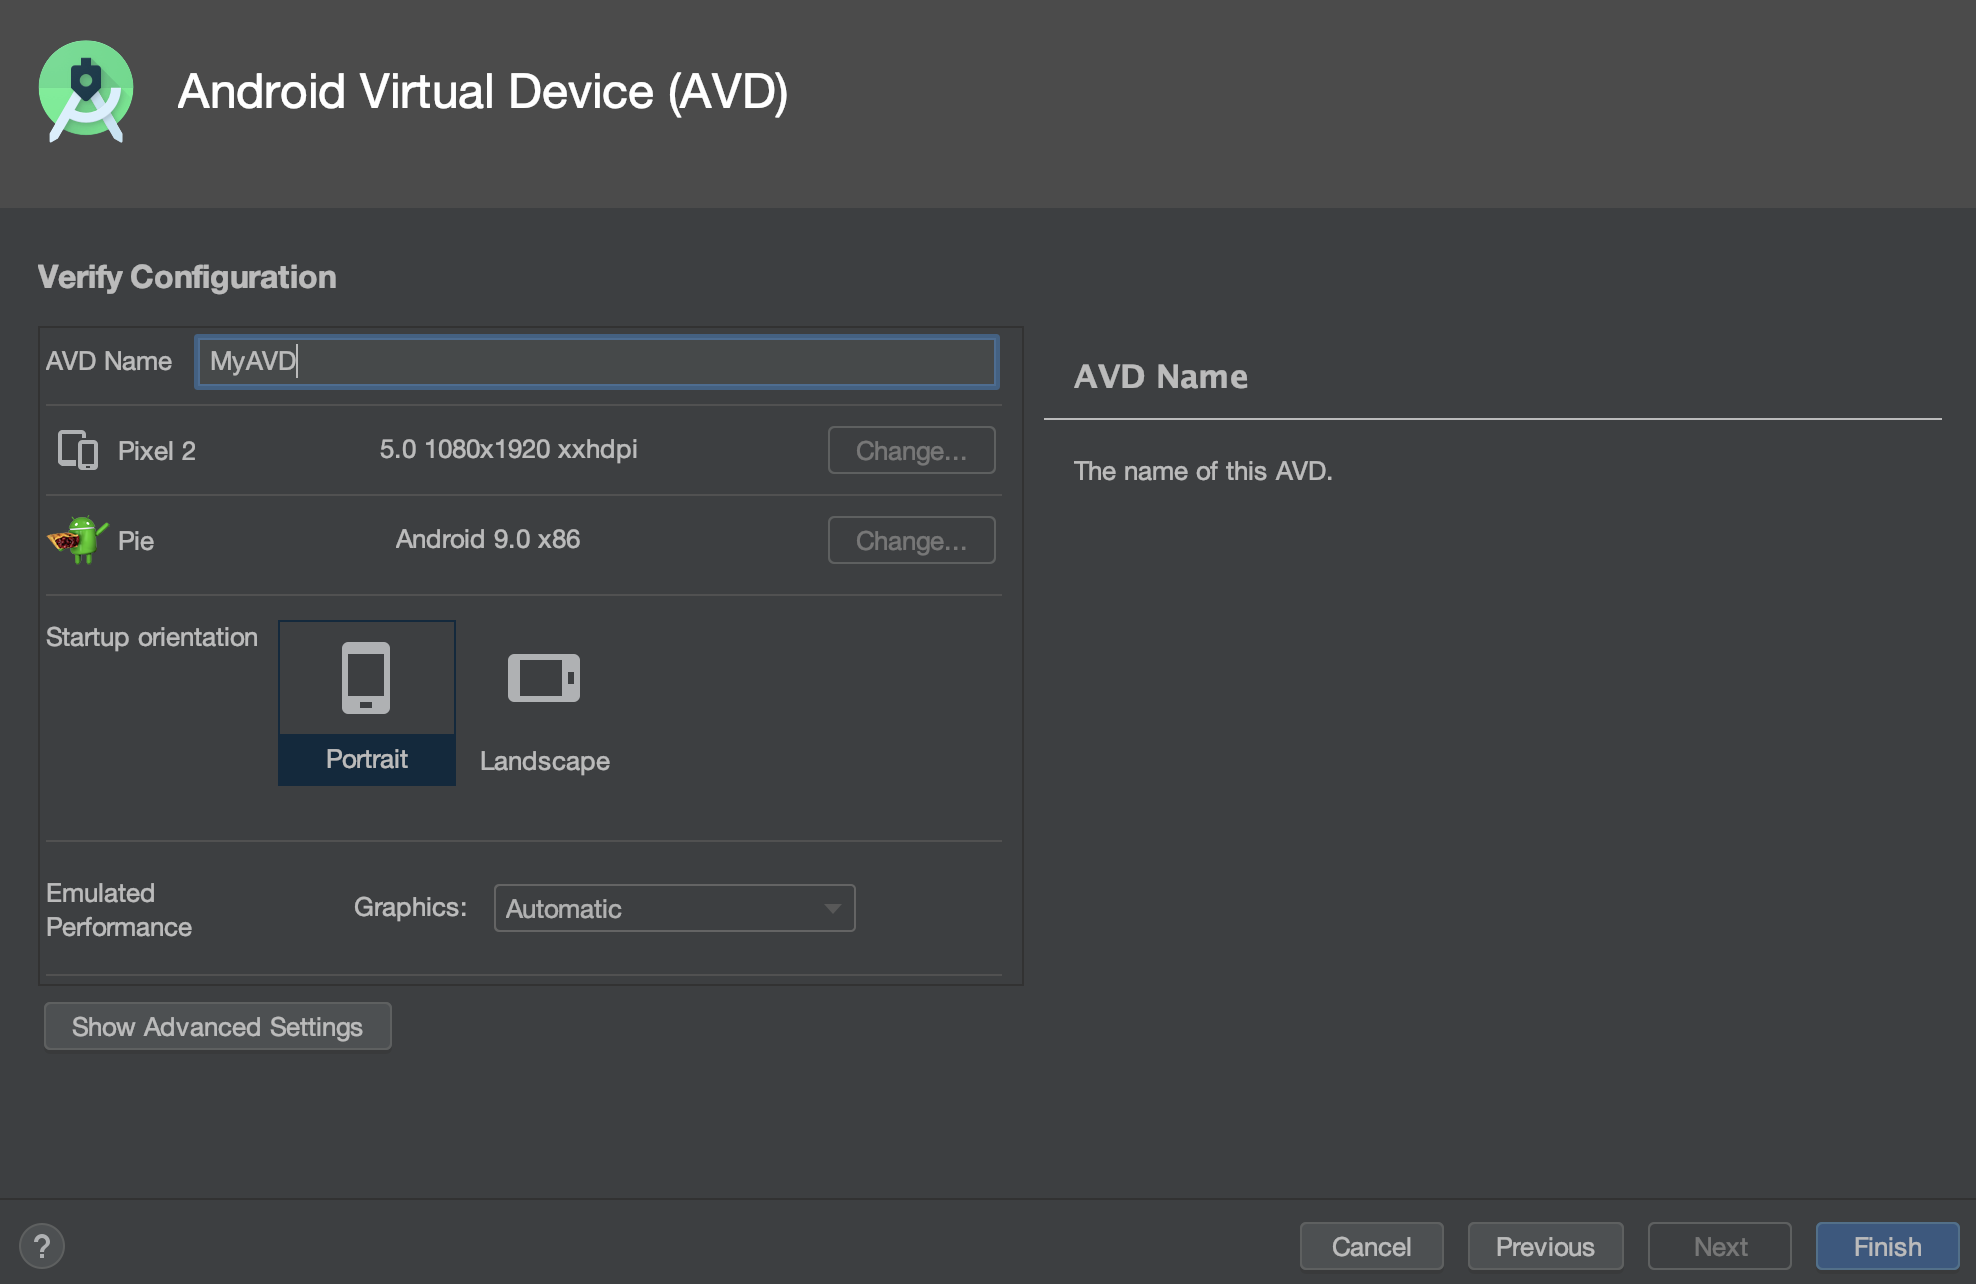 Android Virtual Device (AVD)
Verify Configuration
AVD Name MyAVD
Pixel 2 5.0 1080x1920 xxhdpi Change...
Pie Android 9.0 x86 Change...
Startup orientation
Portrait Landscape
Emulated
Performance
Graphics: Automatic
Show Advanced Settings
AVD Name
The name of this AVD.
? Cancel Previous Next Finish